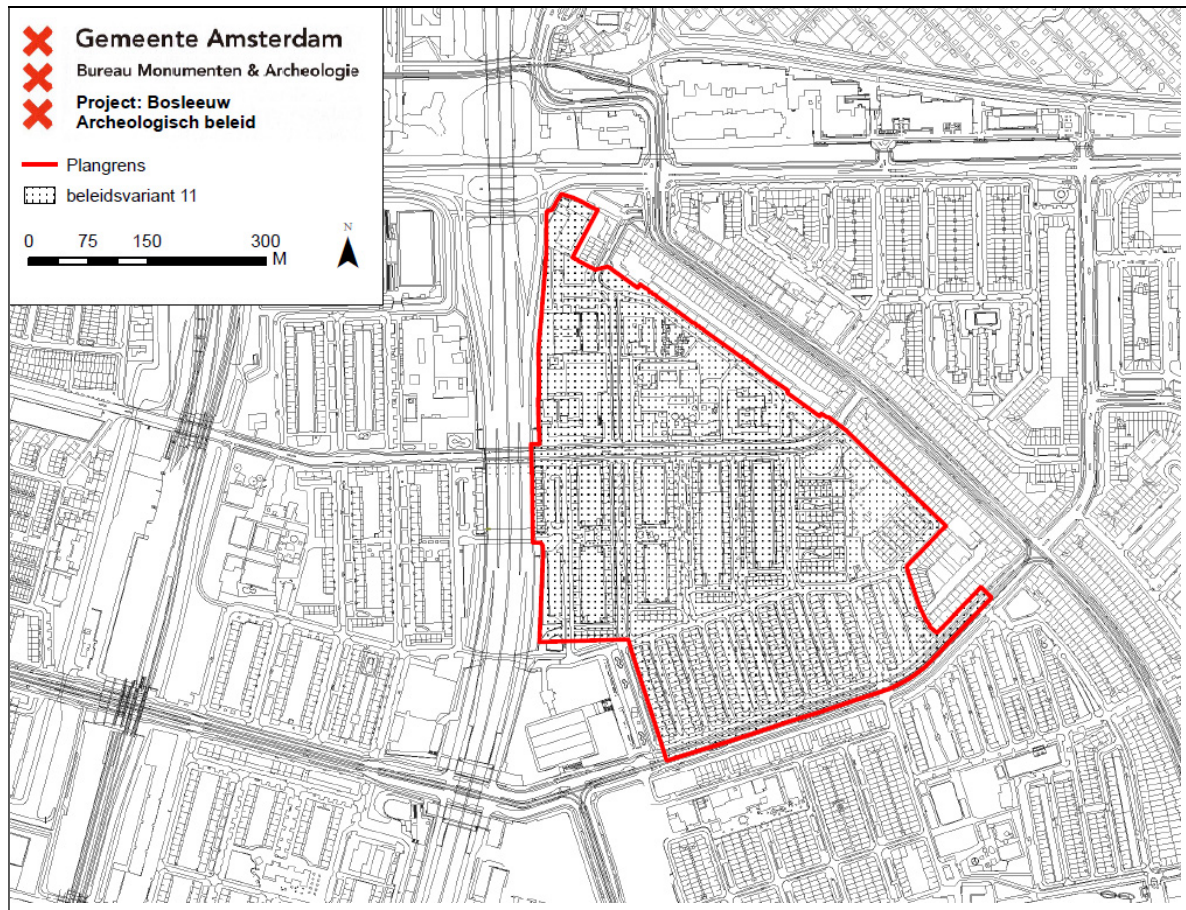 Gemeente Amsterdam
Bureau Monumenten & Archeologie
Project: Bosleeuw
Archeologisch beleid
Plangrens
beleidsvariant 11
0 75 150 300
M
N